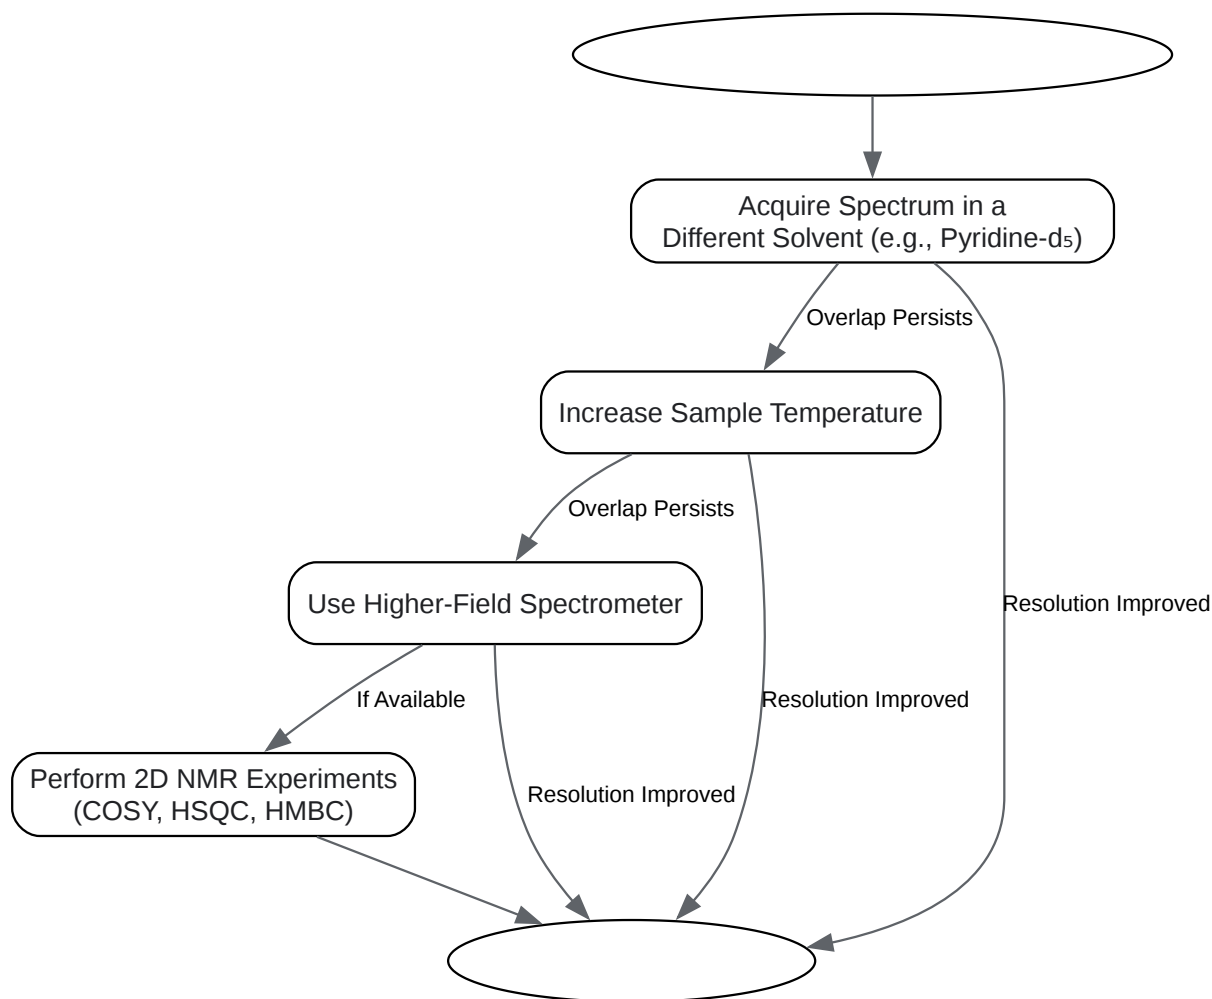 Acquire Spectrum in a
Different Solvent (e.g., Pyridine-d₅)
Overlap Persists
Increase Sample Temperature
Overlap Persists
Use Higher-Field Spectrometer
Resolution Improved
If Available
Resolution Improved
Perform 2D NMR Experiments
(COSY, HSQC, HMBC)
Resolution Improved